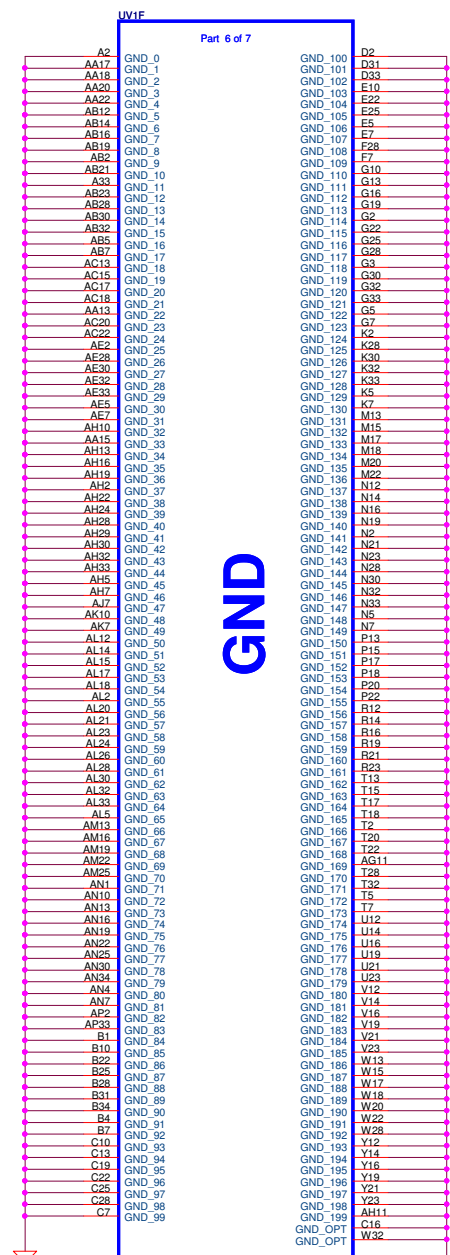 UV1F
Part 6 of 7
A2 GND_0 GND_100 D2
AA17 GND_1 GND_101 D31
AA18 GND_2 GND_102 D33
AA20 GND_3 GND_103 E10
AA22 GND_4 GND_104 E22
AB12 GND_5 GND_105 E25
AB14 GND_6 GND_106 E5
AB16 GND_7 GND_107 E7
AB19 GND_8 GND_108 F28
AB2 GND_9 GND_109 F7
AB21 GND_10 GND_110 G10
A33 GND_11 GND_111 G13
AB23 GND_12 GND_112 G16
AB28 GND_13 GND_113 G19
AB30 GND_14 GND_114 G2
AB32 GND_15 GND_115 G22
AB5 GND_16 GND_116 G25
AB7 GND_17 GND_117 G28
AC13 GND_18 GND_118 G3
AC15 GND_19 GND_119 G30
AC17 GND_20 GND_120 G32
AC18 GND_21 GND_121 G33
AA13 GND_22 GND_122 G5
AC20 GND_23 GND_123 G7
AC22 GND_24 GND_124 K2
AE2 GND_25 GND_125 K28
AE28 GND_26 GND_126 K30
AE30 GND_27 GND_127 K32
AE32 GND_28 GND_128 K33
AE33 GND_29 GND_129 K5
AE5 GND_30 GND_130 K7
AE7 GND_31 GND_131 M13
AH10 GND_32 GND_132 M15
AA15 GND_33 GND_133 M17
AH13 GND_34 GND_134 M18
AH16 GND_35 GND_135 M20
AH19 GND_36 GND_136 M22
AH2 GND_37 GND_137 N12
AH22 GND_38 GND_138 N14
AH24 GND_39 GND_139 N16
AH28 GND_40 GND_140 N19
AH29 GND_41 GND_141 N2
AH30 GND_42 GND_142 N21
AH32 GND_43 GND_143 N23
AH33 GND_44 GND_144 N28
AH5 GND_45 GND_145 N30
AH7 GND_46 GND_146 N32
AJ7 GND_47 GND_147 N33
AK10 GND_48 GND_148 N5
AK7 GND_49 GND_149 N7
AL12 GND_50 GND_150 P13
AL14 GND_51 GND_151 P15
AL15 GND_52 GND_152 P17
AL17 GND_53 GND_153 P18
AL18 GND_54 GND_154 P20
AL2 GND_55 GND_155 P22
AL20 GND_56 GND_156 R12
AL21 GND_57 GND_157 R14
AL23 GND_58 GND_158 R16
AL24 GND_59 GND_159 R19
AL26 GND_60 GND_160 R21
AL28 GND_61 GND_161 R23
AL30 GND_62 GND_162 T13
AL32 GND_63 GND_163 T15
AL33 GND_64 GND_164 T17
AL5 GND_65 GND_165 T18
AM13 GND_66 GND_166 T2
AM16 GND_67 GND_167 T20
AM19 GND_68 GND_168 T22
AM22 GND_69 GND_169 AG11
AM25 GND_70 GND_170 T28
AN1 GND_71 GND_171 T32
AN10 GND_72 GND_172 T5
AN13 GND_73 GND_173 T7
AN16 GND_74 GND_174 U12
AN19 GND_75 GND_175 U14
AN22 GND_76 GND_176 U16
AN25 GND_77 GND_177 U19
AN30 GND_78 GND_178 U21
AN34 GND_79 GND_179 U23
AN4 GND_80 GND_180 V12
AN7 GND_81 GND_181 V14
AP2 GND_82 GND_182 V16
AP33 GND_83 GND_183 V19
B1 GND_84 GND_184 V21
B10 GND_85 GND_185 V23
B22 GND_86 GND_186 W13
B25 GND_87 GND_187 W15
B28 GND_88 GND_188 W17
B31 GND_89 GND_189 W18
B34 GND_90 GND_190 W20
B4 GND_91 GND_191 W22
B7 GND_92 GND_192 W28
C10 GND_93 GND_193 Y12
C13 GND_94 GND_194 Y14
C19 GND_95 GND_195 Y16
C22 GND_96 GND_196 Y19
C25 GND_97 GND_197 Y21
C28 GND_98 GND_198 Y23
C7 GND_99 GND_199 AH11
GND_OPT C16
GND_OPT W32
GND